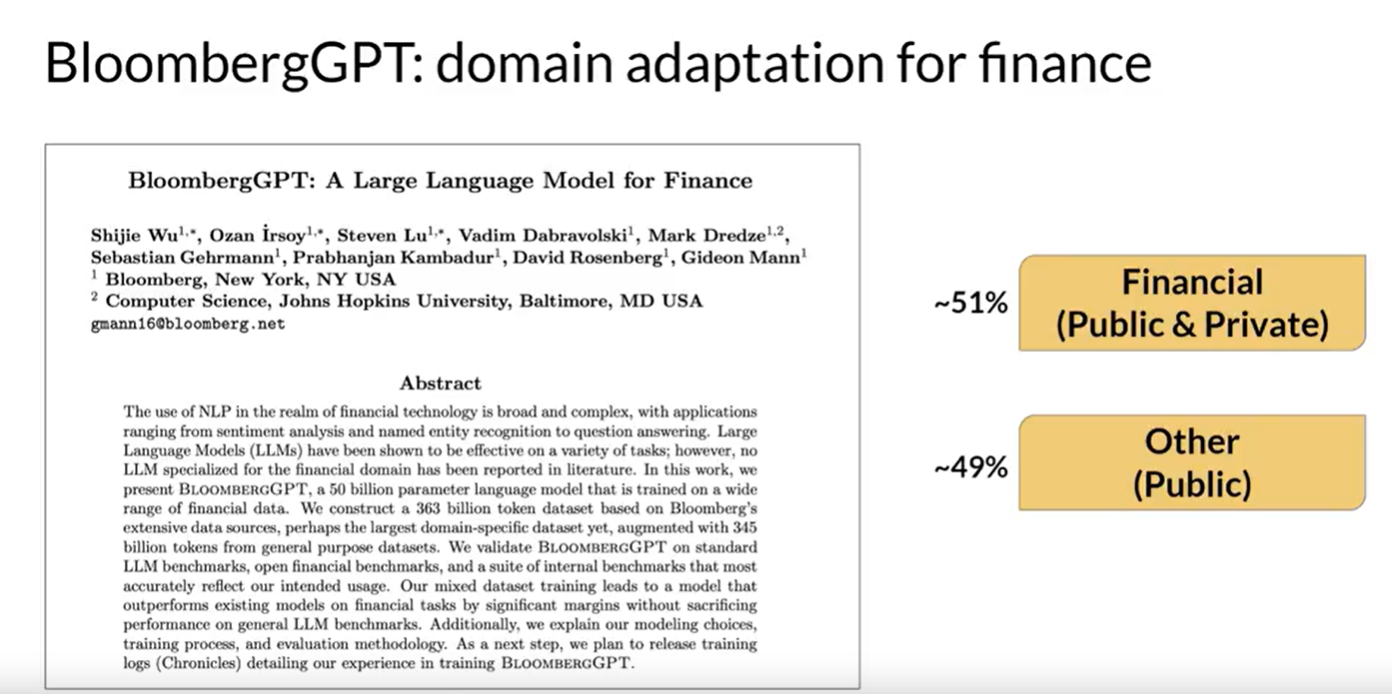 BloombergGPT: domain adaptation for finance
BloombergGPT: A Large Language Model for Finance
Shijie Wu¹,*, Ozan İrsoy¹,*, Steven Lu¹,*, Vadim Dabravolski¹, Mark Dredze¹,²,
Sebastian Gehrmann¹, Prabhanjan Kambadur¹, David Rosenberg¹, Gideon Mann¹
¹ Bloomberg, New York, NY USA
² Computer Science, Johns Hopkins University, Baltimore, MD USA
gmann16@bloomberg.net
Abstract
The use of NLP in the realm of financial technology is broad and complex, with applications
ranging from sentiment analysis and named entity recognition to question answering. Large
Language Models (LLMs) have been shown to be effective on a variety of tasks; however, no
LLM specialized for the financial domain has been reported in literature. In this work, we
present BLOOMBERGGPT, a 50 billion parameter language model that is trained on a wide
range of financial data. We construct a 363 billion token dataset based on Bloomberg's
extensive data sources, perhaps the largest domain-specific dataset yet, augmented with 345
billion tokens from general purpose datasets. We validate BLOOMBERGGPT on standard
LLM benchmarks, open financial benchmarks, and a suite of internal benchmarks that most
accurately reflect our intended usage. Our mixed dataset training leads to a model that
outperforms existing models on financial tasks by significant margins without sacrificing
performance on general LLM benchmarks. Additionally, we explain our modeling choices,
training process, and evaluation methodology. As a next step, we plan to release training
logs (Chronicles) detailing our experience in training BLOOMBERGGPT.
~51%
Financial
(Public & Private)
~49%
Other
(Public)